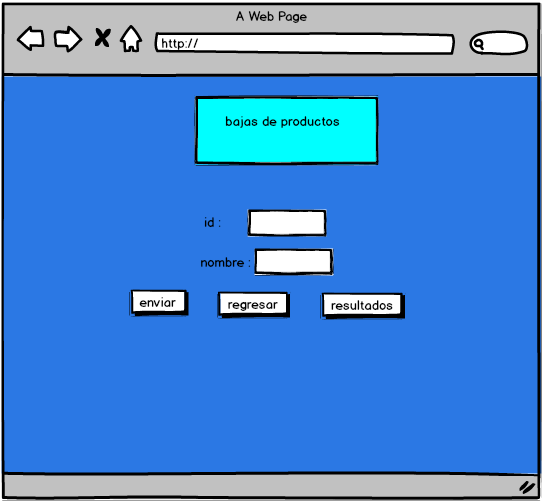 A Web Page
http://
bajas de productos
id :
nombre :
enviar regresar resultados